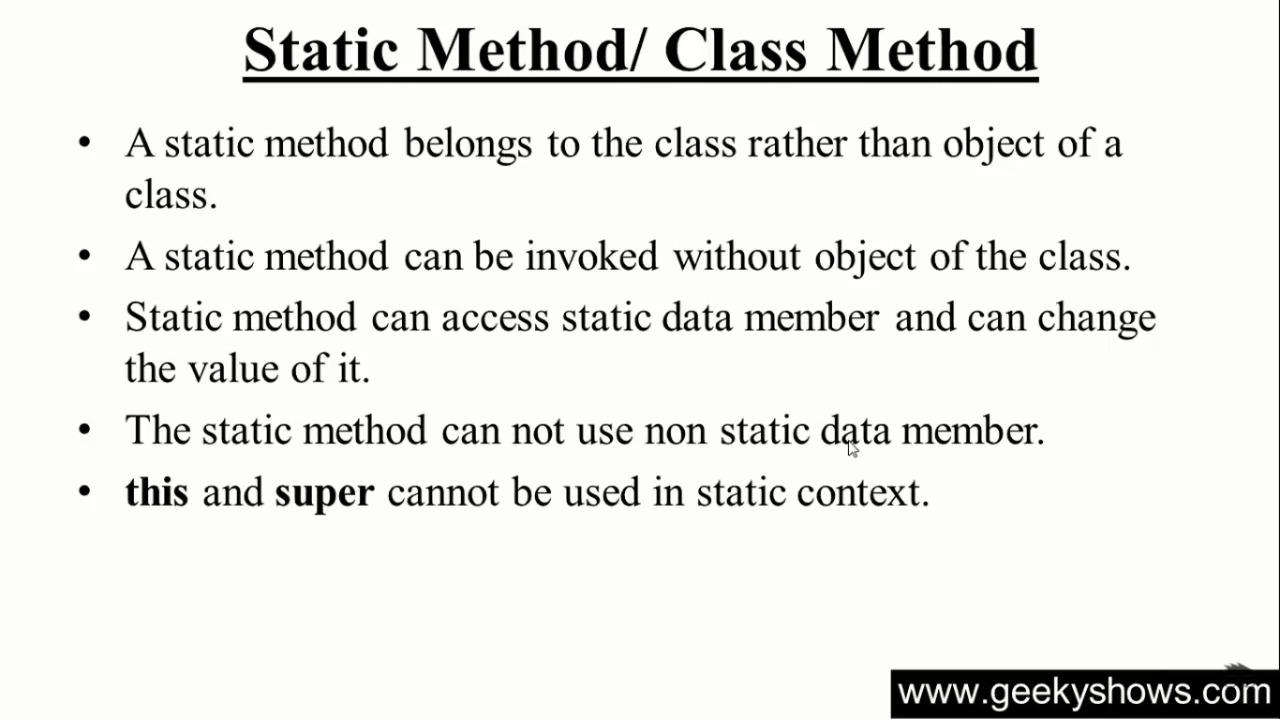 Static Method/ Class Method
• A static method belongs to the class rather than object of a
class.
• A static method can be invoked without object of the class.
• Static method can access static data member and can change
the value of it.
• The static method can not use non static data member.
• this and super cannot be used in static context.
www.geekyshows.com